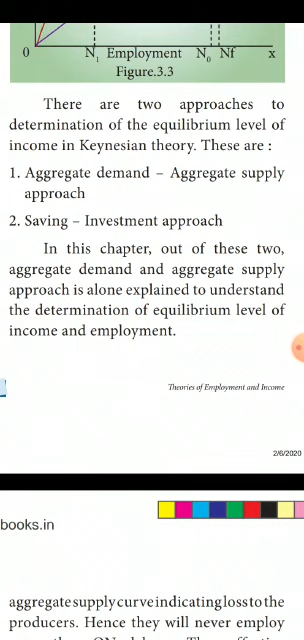 0 N₁ Employment N₀ Nf x
Figure.3.3
There are two approaches to
determination of the equilibrium level of
income in Keynesian theory. These are :
1. Aggregate demand – Aggregate supply
approach
2. Saving – Investment approach
In this chapter, out of these two,
aggregate demand and aggregate supply
approach is alone explained to understand
the determination of equilibrium level of
income and employment.
Theories of Employment and Income
2/6/2020
books.in
aggregate supply curve indicating loss to the
producers. Hence they will never employ